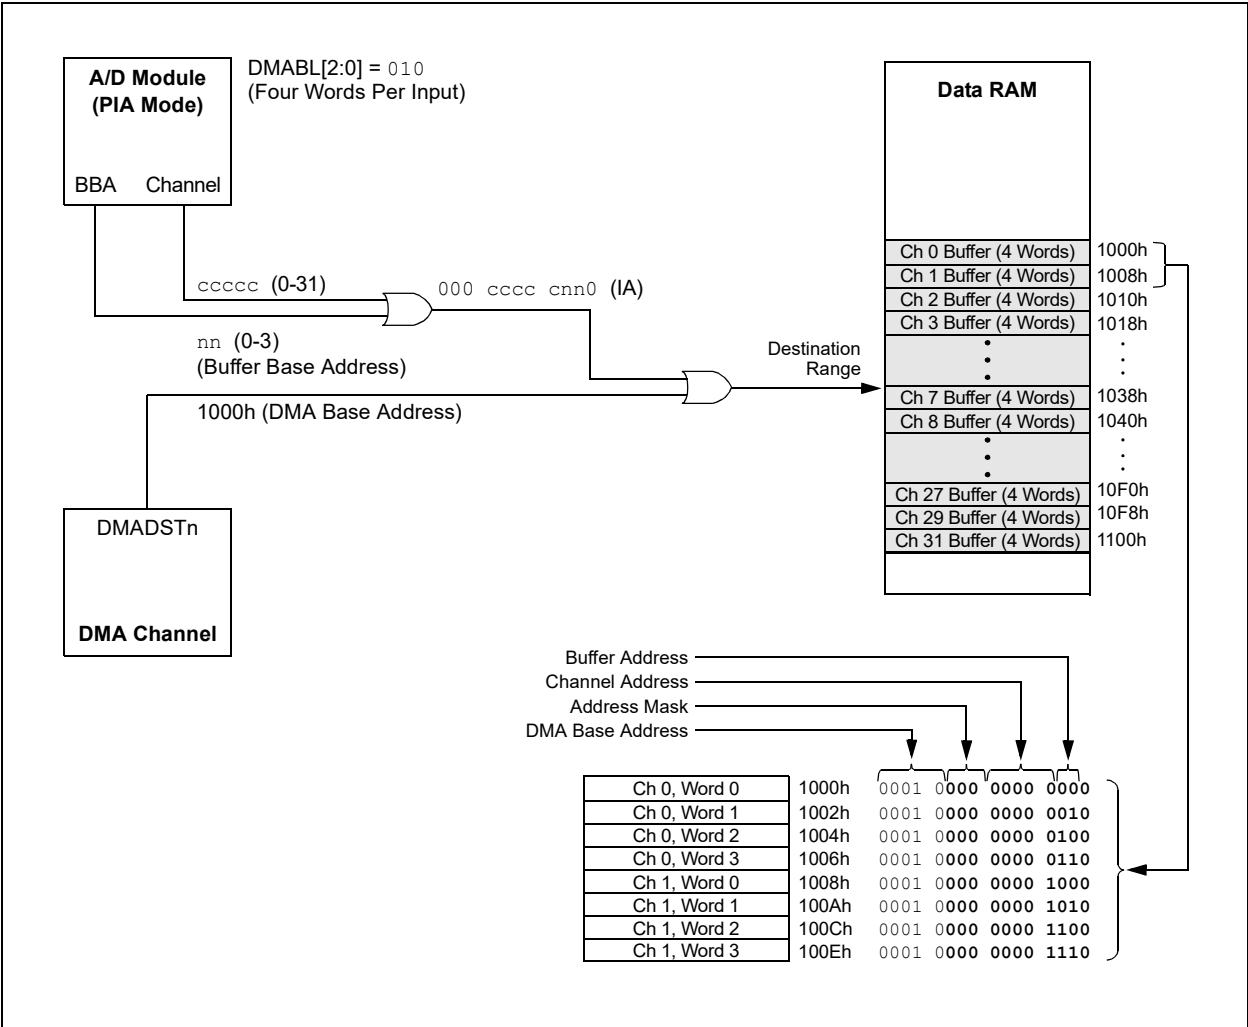 A/D Module
(PIA Mode)
BBA Channel
DMABL[2:0] = 010
(Four Words Per Input)
ccccc (0-31)
000 cccc cnn0 (IA)
nn (0-3)
(Buffer Base Address)
1000h (DMA Base Address)
Destination
Range
DMADSTn
DMA Channel
Data RAM
Ch 0 Buffer (4 Words) 1000h
Ch 1 Buffer (4 Words) 1008h
Ch 2 Buffer (4 Words) 1010h
Ch 3 Buffer (4 Words) 1018h
Ch 7 Buffer (4 Words) 1038h
Ch 8 Buffer (4 Words) 1040h
Ch 27 Buffer (4 Words) 10F0h
Ch 29 Buffer (4 Words) 10F8h
Ch 31 Buffer (4 Words) 1100h
Buffer Address
Channel Address
Address Mask
DMA Base Address
Ch 0, Word 0 1000h 0001 0000 0000 0000
Ch 0, Word 1 1002h 0001 0000 0000 0010
Ch 0, Word 2 1004h 0001 0000 0000 0100
Ch 0, Word 3 1006h 0001 0000 0000 0110
Ch 1, Word 0 1008h 0001 0000 0000 1000
Ch 1, Word 1 100Ah 0001 0000 0000 1010
Ch 1, Word 2 100Ch 0001 0000 0000 1100
Ch 1, Word 3 100Eh 0001 0000 0000 1110